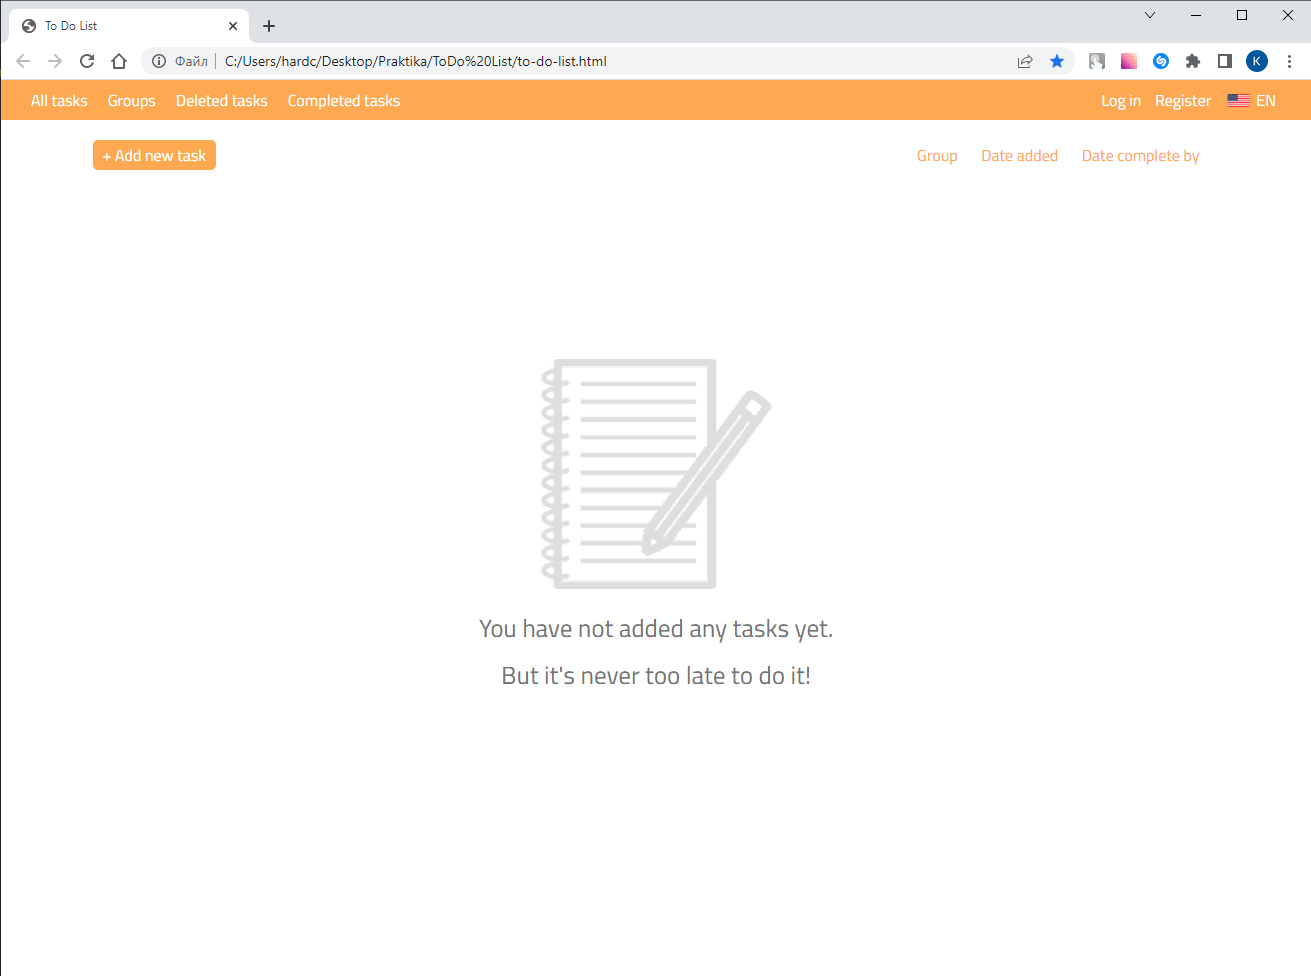 To Do List
Файл C:/Users/hardc/Desktop/Praktika/ToDo%20List/to-do-list.html K
All tasks Groups Deleted tasks Completed tasks Log in Register EN
+ Add new task Group Date added Date complete by
You have not added any tasks yet.
But it's never too late to do it!